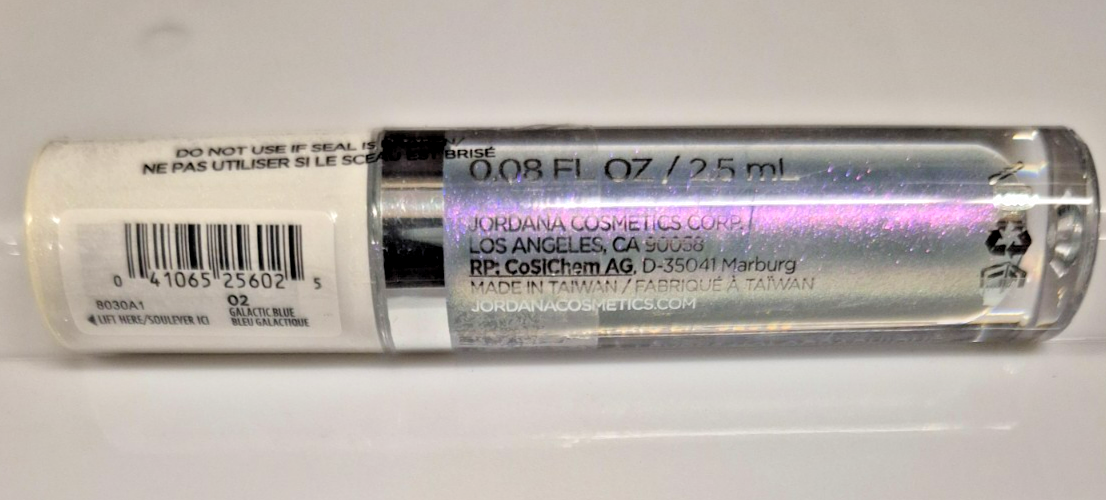 DO NOT USE IF SEAL IS
NE PAS UTILISER SI LE SCEAU EST BRISÉ
0 41065 25602 5
8030A1
02
GALACTIC BLUE
BLEU GALACTIQUE
LIFT HERE/SOULEVER ICI
0.08 FL OZ / 2.5 mL
JORDANA COSMETICS CORP.
LOS ANGELES, CA 90058
RP: CoSiChem AG, D-35041 Marburg
MADE IN TAIWAN / FABRIQUÉ À TAÏWAN
JORDANACOSMETICS.COM